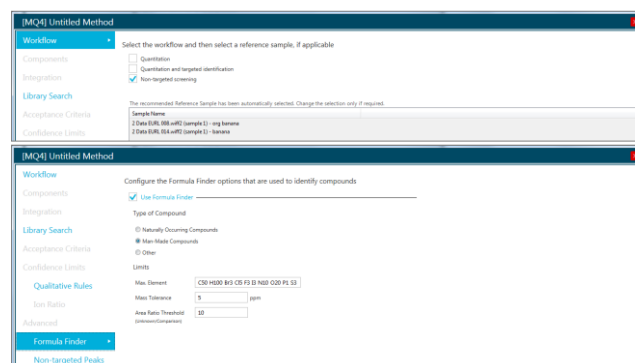 [MQ4] Untitled Method
Workflow
Select the workflow and then select a reference sample, if applicable
Components
Quantitation
Quantitation and targeted identification
Integration
Non-targeted screening
Library Search
The recommended Reference Sample has been automatically selected. Change the selection only if required.
Acceptance Criteria
Sample Name
2 Data EURL 098.wiff2 (sample 1) - org banana
Confidence Limits
2 Data EURL 014.wiff2 (sample 1) - banana
[MQ4] Untitled Method
Workflow
Configure the Formula Finder options that are used to identify compounds
Components
Use Formula Finder
Integration
Type of Compound
Library Search
Naturally Occurring Compounds
Man-Made Compounds
Acceptance Criteria
Other
Confidence Limits
Limits
Qualitative Rules
Max. Element
C50 H100 Br3 Cl5 F3 I3 N10 O20 P1 S3
Ion Ratio
Mass Tolerance
5
ppm
Advanced
Area Ratio Threshold
10
(Unknown/Comparison)
Formula Finder
Non-targeted Peaks